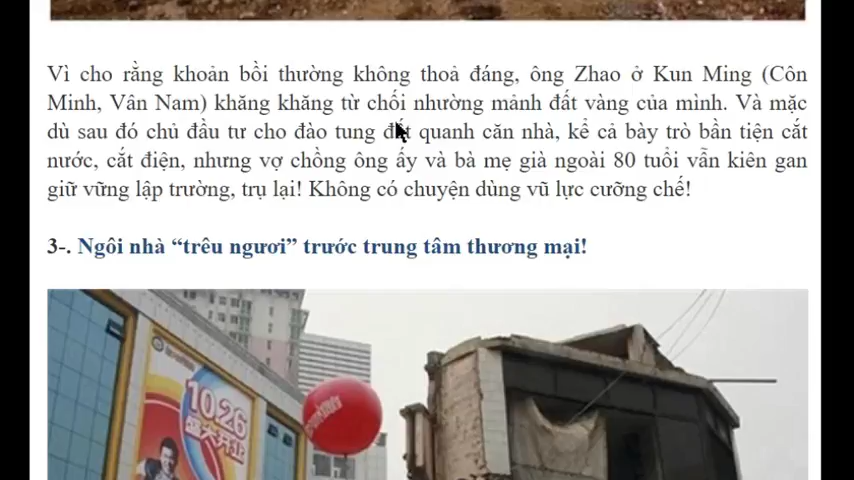 Vì cho rằng khoản bồi thường không thoả đáng, ông Zhao ở Kun Ming (Côn
Minh, Vân Nam) khăng khăng từ chối nhường mảnh đất vàng của mình. Và mặc
dù sau đó chủ đầu tư cho đào tung đất quanh căn nhà, kể cả bày trò bần tiện cắt
nước, cắt điện, nhưng vợ chồng ông ấy và bà mẹ già ngoài 80 tuổi vẫn kiên gan
giữ vững lập trường, trụ lại! Không có chuyện dùng vũ lực cưỡng chế!
3-. Ngôi nhà “trêu ngươi” trước trung tâm thương mại!
10.26